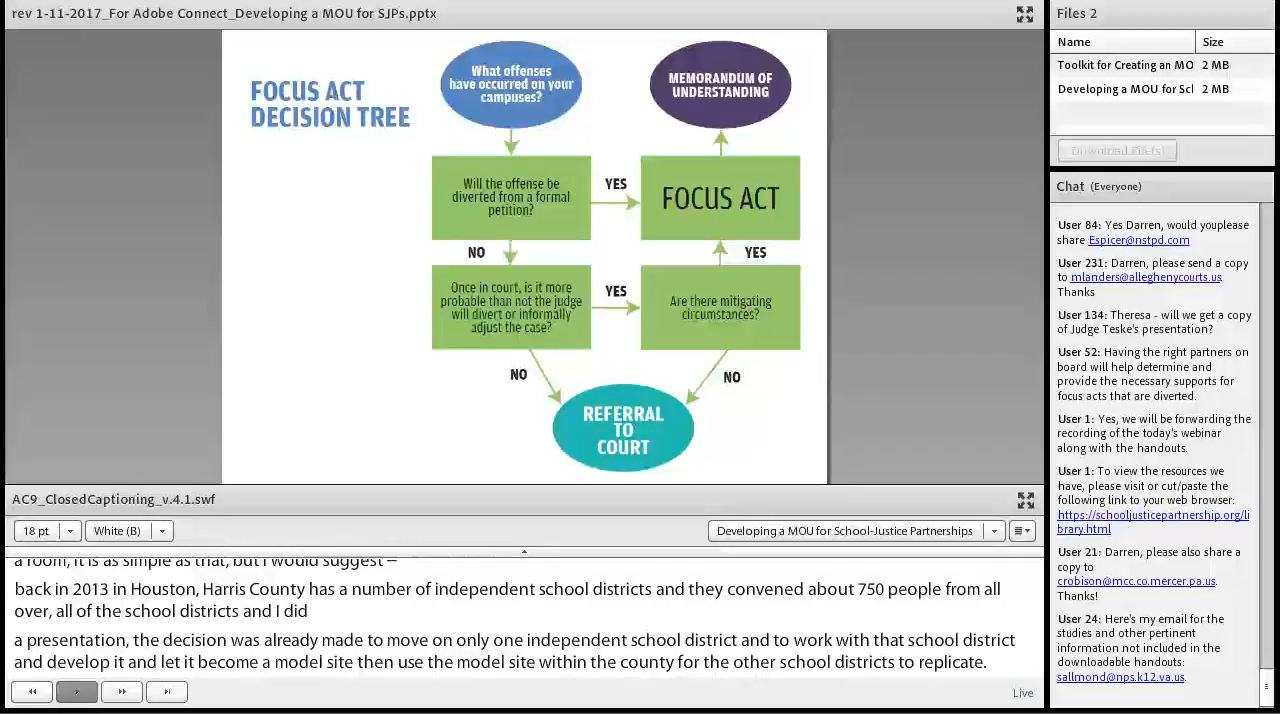 rev 1-11-2017_For Adobe Connect_Developing a MOU for SJPs.pptx
FOCUS ACT
DECISION TREE
What offenses
have occurred on your
campuses?
MEMORANDUM OF
UNDERSTANDING
Will the offense be
diverted from a formal
petition?
YES
FOCUS ACT
NO
YES
Once in court, is it more
probable than not the judge
will divert or informally
adjust the case?
YES
Are there mitigating
circumstances?
NO
NO
REFERRAL
TO
COURT
AC9_ClosedCaptioning_v.4.1.swf
18 pt
White (B)
Developing a MOU for School-Justice Partnerships
a room, it is as simple as that, but I would suggest --
back in 2013 in Houston, Harris County has a number of independent school districts and they convened about 750 people from all
over, all of the school districts and I did
a presentation, the decision was already made to move on only one independent school district and to work with that school district
and develop it and let it become a model site then use the model site within the county for the other school districts to replicate.
Live
Files 2
Name Size
Toolkit for Creating an MO 2 MB
Developing a MOU for Scl 2 MB
Download File(s)
Chat (Everyone)
User 84: Yes Darren, would youplease
share Espicer@nstpd.com
User 231: Darren, please send a copy
to mlanders@alleghenycourts.us.
Thanks
User 134: Theresa - will we get a copy
of Judge Teske's presentation?
User 52: Having the right partners on
board will help determine and
provide the necessary supports for
focus acts that are diverted.
User 1: Yes, we will be forwarding the
recording of the today's webinar
along with the handouts.
User 1: To view the resources we
have, please visit or cut/paste the
following link to your web browser:
https://schooljusticepartnership.org/li
brary.html
User 21: Darren, please also share a
copy to
crobison@mcc.co.mercer.pa.us.
Thanks!
User 24: Here's my email for the
studies and other pertinent
information not included in the
downloadable handouts:
sallmond@nps.k12.va.us.